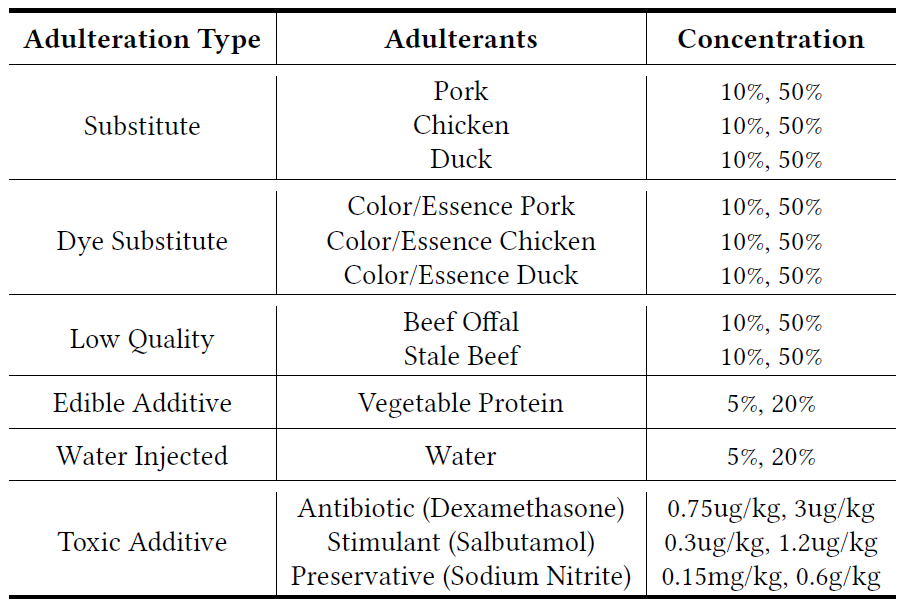 Adulteration Type Adulterants Concentration
Substitute Pork 10%, 50%
Chicken 10%, 50%
Duck 10%, 50%
Dye Substitute Color/Essence Pork 10%, 50%
Color/Essence Chicken 10%, 50%
Color/Essence Duck 10%, 50%
Low Quality Beef Offal 10%, 50%
Stale Beef 10%, 50%
Edible Additive Vegetable Protein 5%, 20%
Water Injected Water 5%, 20%
Toxic Additive Antibiotic (Dexamethasone) 0.75ug/kg, 3ug/kg
Stimulant (Salbutamol) 0.3ug/kg, 1.2ug/kg
Preservative (Sodium Nitrite) 0.15mg/kg, 0.6g/kg